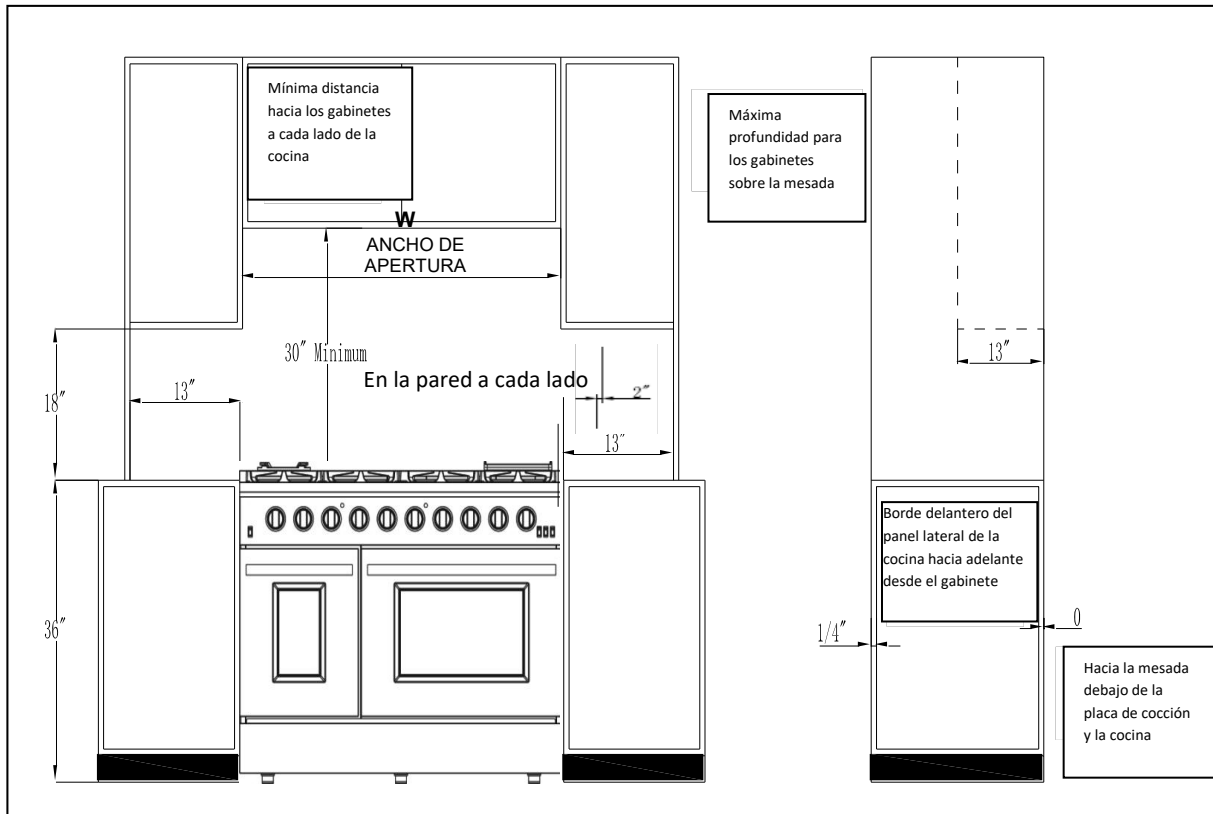 Mínima distancia
hacia los gabinetes
a cada lado de la
cocina
Máxima
profundidad para
los gabinetes
sobre la mesada
W
ANCHO DE
APERTURA
30" Minimum
En la pared a cada lado
2"
13"
18"
13"
13"
36"
Borde delantero del
panel lateral de la
cocina hacia adelante
desde el gabinete
1/4"
0
Hacia la mesada
debajo de la
placa de cocción
y la cocina